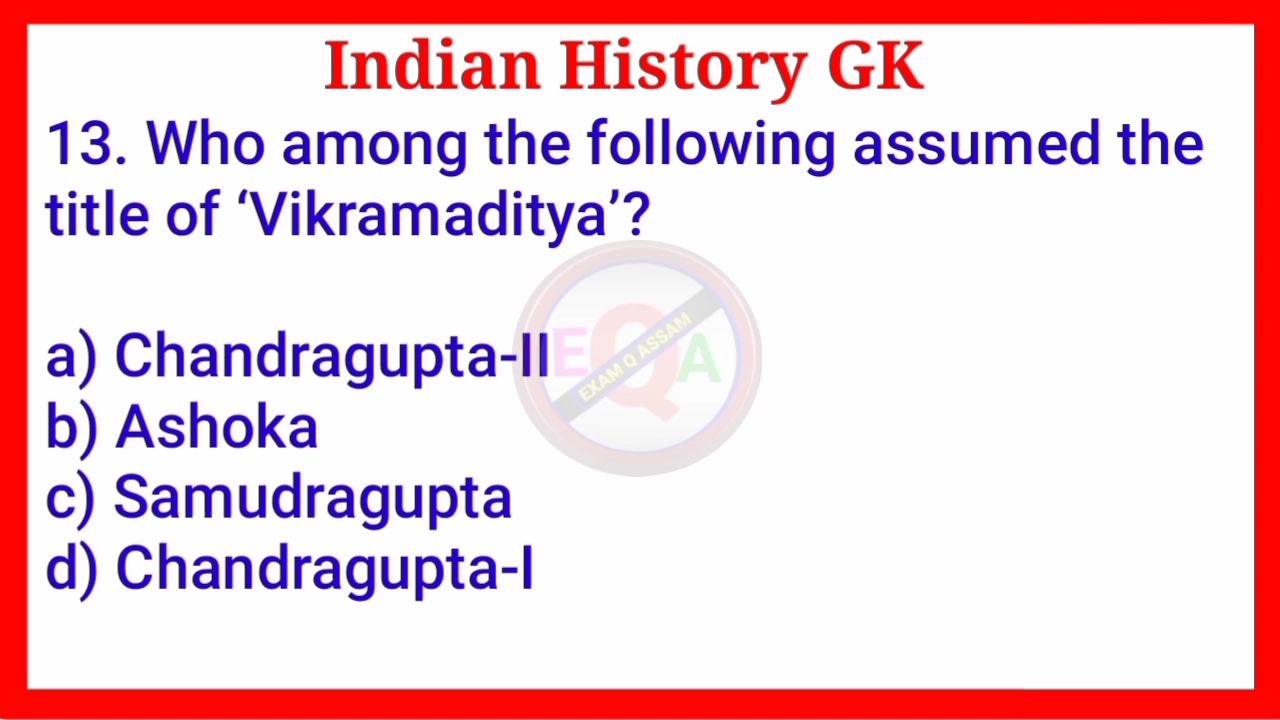 Indian History GK
13. Who among the following assumed the
title of ‘Vikramaditya’?
a) Chandragupta-II
b) Ashoka
c) Samudragupta
d) Chandragupta-I
E Q A
EXAM Q ASSAM